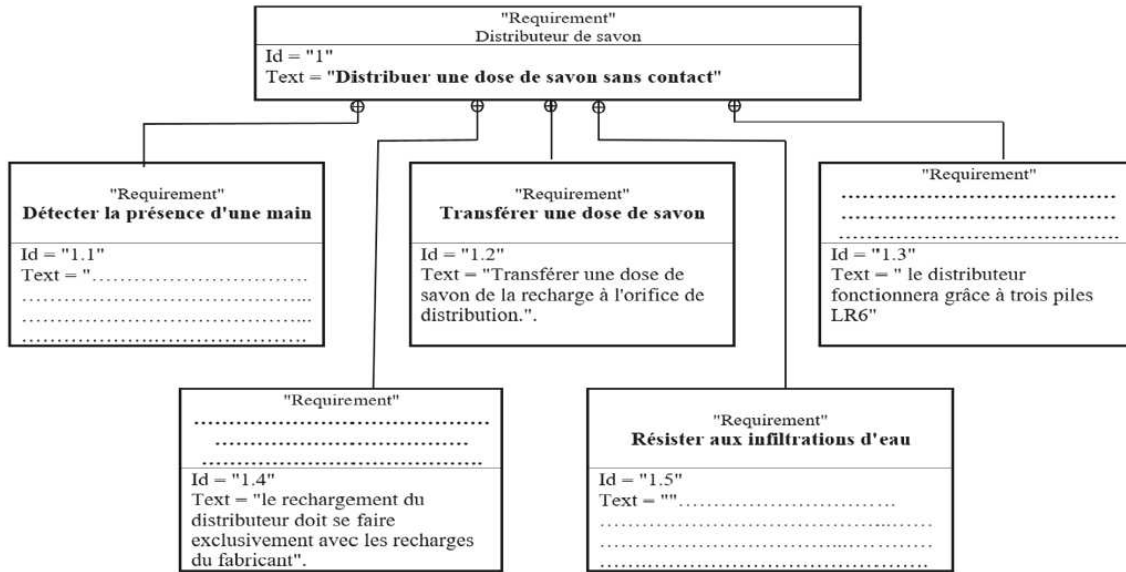 "Requirement"
Distributeur de savon
Id = "1"
Text = "Distribuer une dose de savon sans contact"
"Requirement"
Détecter la présence d'une main
Id = "1.1"
Text = "....................................
................................................
................................................
................................................
"Requirement"
Transférer une dose de savon
Id = "1.2"
Text = "Transférer une dose de
savon de la recharge à l'orifice de
distribution.".
"Requirement"
..........................................
..........................................
..........................................
Id = "1.3"
Text = " le distributeur
fonctionnera grâce à trois piles
LR6"
"Requirement"
.............................................
.......................................
...........................................
Id = "1.4"
Text = "le rechargement du
distributeur doit se faire
exclusivement avec les recharges
du fabricant".
"Requirement"
Résister aux infiltrations d'eau
Id = "1.5"
Text = ""....................................
....................................................
....................................................
....................................................